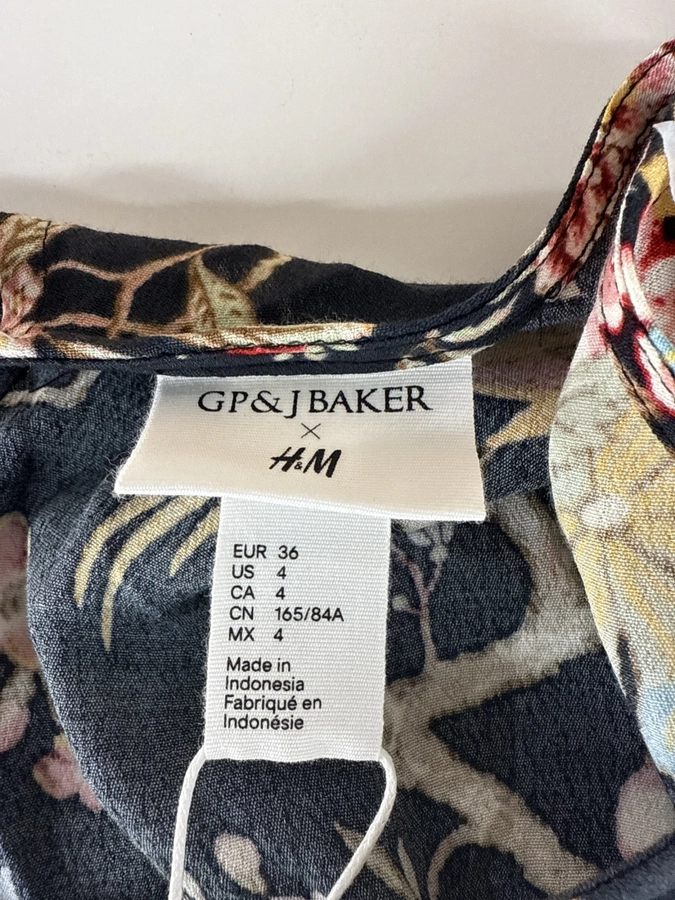 GP&J BAKER
×
H&M
EUR 36
US 4
CA 4
CN 165/84A
MX 4
Made in
Indonesia
Fabriqué en
Indonésie